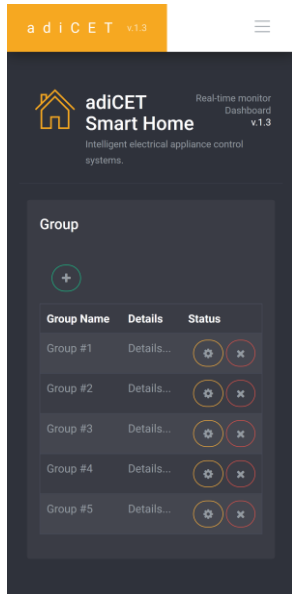 adiCET v.1.3
adiCET
Smart Home
Real-time monitor
Dashboard
v.1.3
Intelligent electrical appliance control
systems.
Group
Group Name Details Status
Group #1 Details...
Group #2 Details...
Group #3 Details...
Group #4 Details...
Group #5 Details...